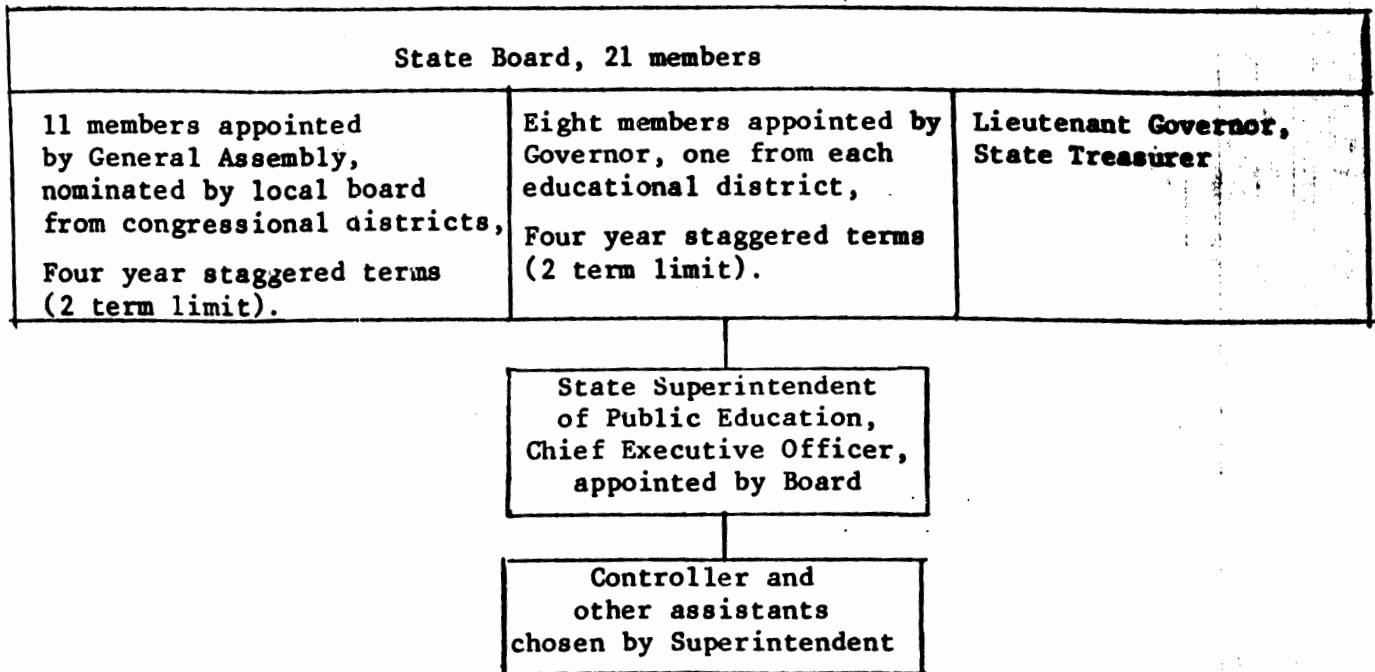 State Board, 21 members
11 members appointed
by General Assembly,
nominated by local board
from congressional districts,
Four year staggered terms
(2 term limit).
Eight members appointed by
Governor, one from each
educational district,
Four year staggered terms
(2 term limit).
Lieutenant Governor,
State Treasurer
State Superintendent
of Public Education,
Chief Executive Officer,
appointed by Board
Controller and
other assistants
chosen by Superintendent